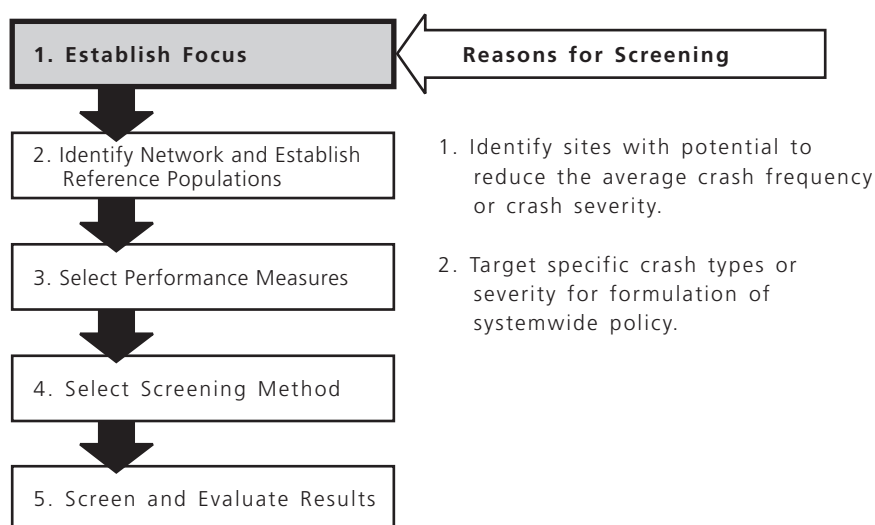 1. Establish Focus
Reasons for Screening
2. Identify Network and Establish
Reference Populations
3. Select Performance Measures
4. Select Screening Method
5. Screen and Evaluate Results
1. Identify sites with potential to
reduce the average crash frequency
or crash severity.
2. Target specific crash types or
severity for formulation of
systemwide policy.